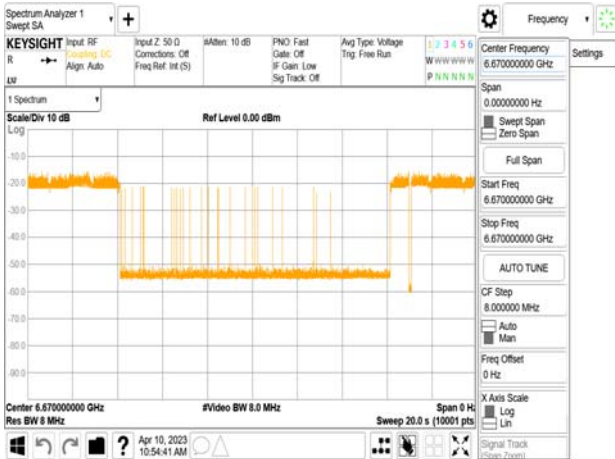 Spectrum Analyzer 1
Swept SA
Frequency
KEYSIGHT
R
Input: RF
Coupling: DC
Align: Auto
Input Z: 50 Ω
Corrections: Off
Freq Ref: Int (S)
#Atten: 10 dB
PNO: Fast
Gate: Off
IF Gain: Low
Sig Track: Off
Avg Type: Voltage
Trig: Free Run
1 2 3 4 5 6
W W W W W W
P N N N N N
1 Spectrum
Scale/Div 10 dB
Ref Level 0.00 dBm
Log
-10.0
-20.0
-30.0
-40.0
-50.0
-60.0
-70.0
-80.0
-90.0
Center 6.670000000 GHz
Res BW 8 MHz
#Video BW 8.0 MHz
Span 0 Hz
Sweep 20.0 s (10001 pts
Apr 10, 2023
10:54:41 AM
Center Frequency
6.670000000 GHz
Settings
Span
0.00000000 Hz
Swept Span
Zero Span
Full Span
Start Freq
6.670000000 GHz
Stop Freq
6.670000000 GHz
AUTO TUNE
CF Step
8.000000 MHz
Auto
Man
Freq Offset
0 Hz
X Axis Scale
Log
Lin
Signal Track
(Span Zoom)